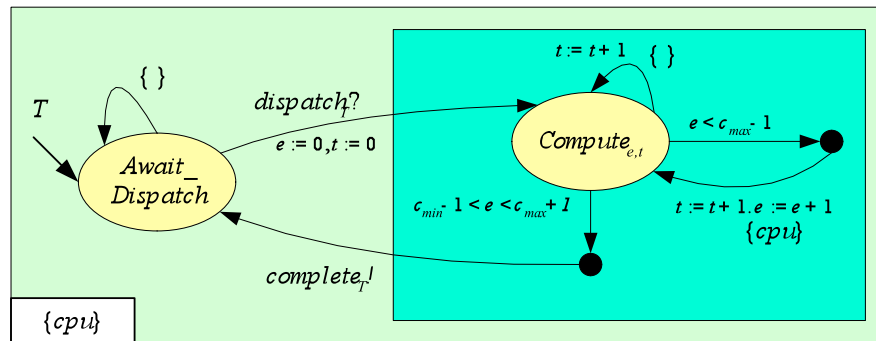 t := t + 1
{ }
{ }
T
dispatch_T?
e := 0, t := 0
e < c_max - 1
Compute_e,t
Await_
Dispatch
c_min - 1 < e < c_max + 1
t := t + 1. e := e + 1
{cpu}
complete_T!
{cpu}